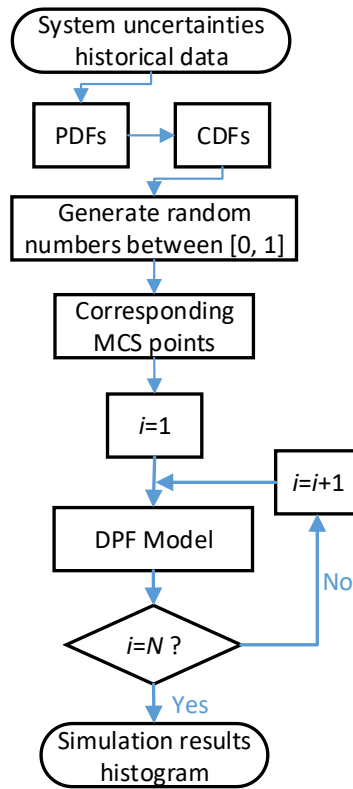 System uncertainties
historical data
PDFs
CDFs
Generate random
numbers between [0, 1]
Corresponding
MCS points
i=1
i=i+1
DPF Model
No
i=N ?
Yes
Simulation results
histogram